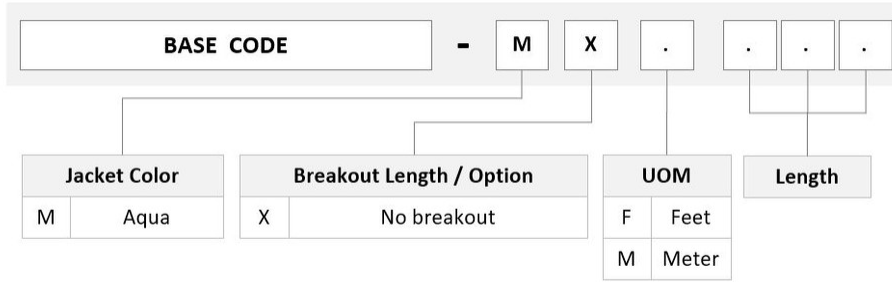 BASE CODE - M X . . . .
Jacket Color
M Aqua
Breakout Length / Option
X No breakout
UOM
F Feet
M Meter
Length